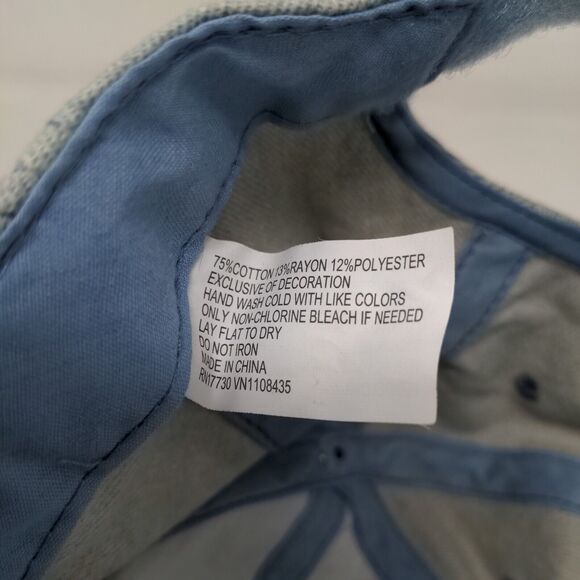 75%COTTON 13%RAYON 12%POLYESTER
EXCLUSIVE OF DECORATION
HAND WASH COLD WITH LIKE COLORS
ONLY NON-CHLORINE BLEACH IF NEEDED
LAY FLAT TO DRY
DO NOT IRON
MADE IN CHINA
RN17730 VN1108435